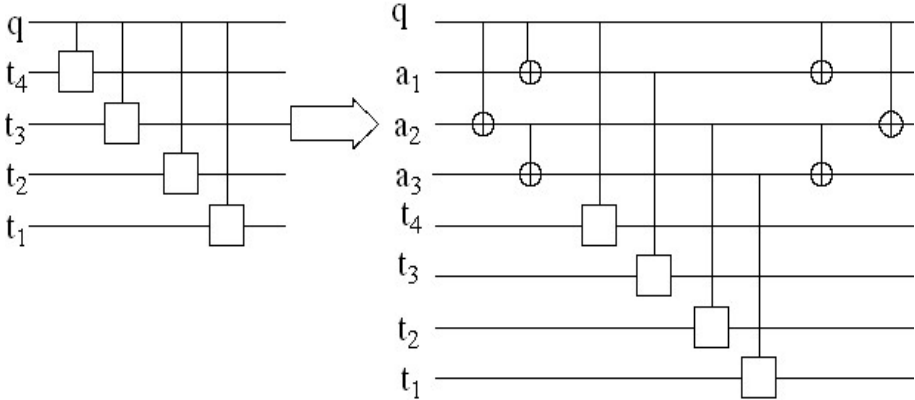 q
t₄
t₃
t₂
t₁
q
a₁
a₂
a₃
t₄
t₃
t₂
t₁